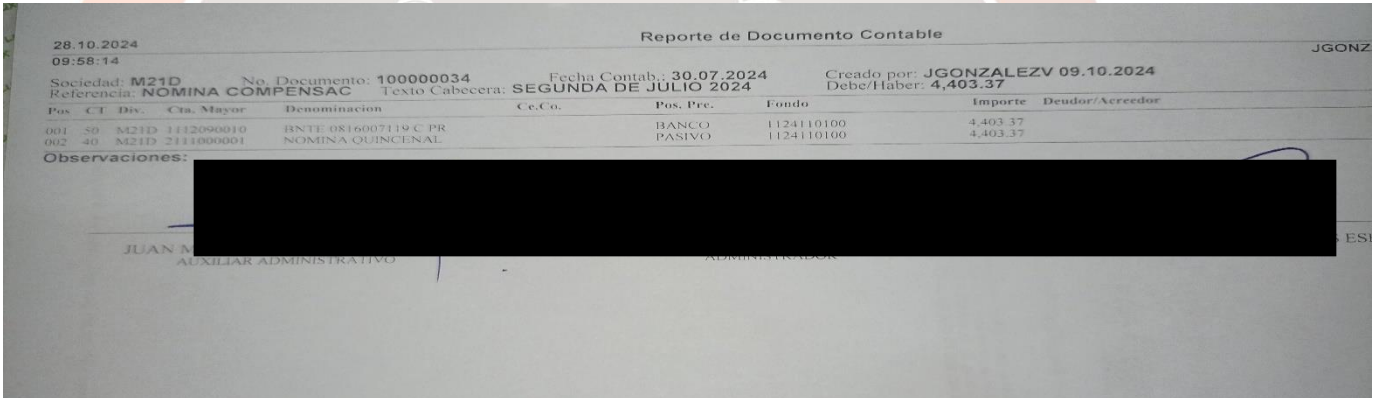 Reporte de Documento Contable
28.10.2024 JGONZ
09:58:14
Sociedad: M21D No. Documento: 100000034 Fecha Contab.: 30.07.2024 Creado por: JGONZALEZV 09.10.2024
Referencia: NOMINA COMPENSAC Texto Cabecera: SEGUNDA DE JULIO 2024 Debe/Haber: 4,403.37
Pos CT Div. Cta. Mayor Denominacion Ce.Co. Pos. Pre. Fondo Importe Deudor/Acreedor
001 50 M21D 1112090010 BNTE 0816007119 C PR BANCO 1124110100 4,403.37
002 40 M21D 2111000001 NOMINA QUINCENAL PASIVO 1124110100 4,403.37
Observaciones:
JUAN M ESI
AUXILIAR ADMINISTRATIVO ADMINISTRADOR